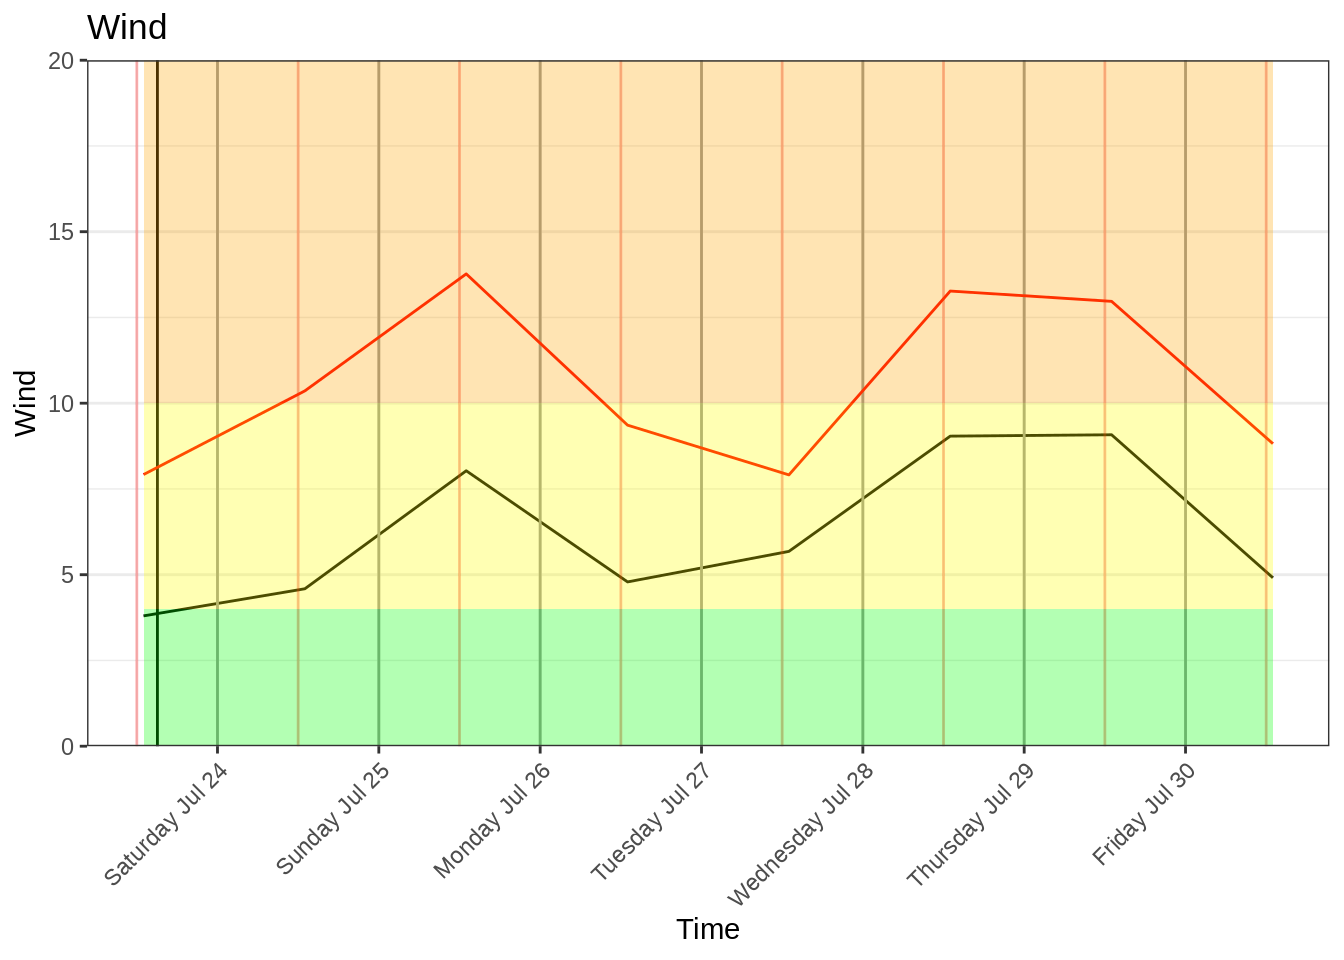 Wind
20
15
10
5
0
Wind
Saturday Jul 24
Sunday Jul 25
Monday Jul 26
Tuesday Jul 27
Wednesday Jul 28
Thursday Jul 29
Friday Jul 30
Time